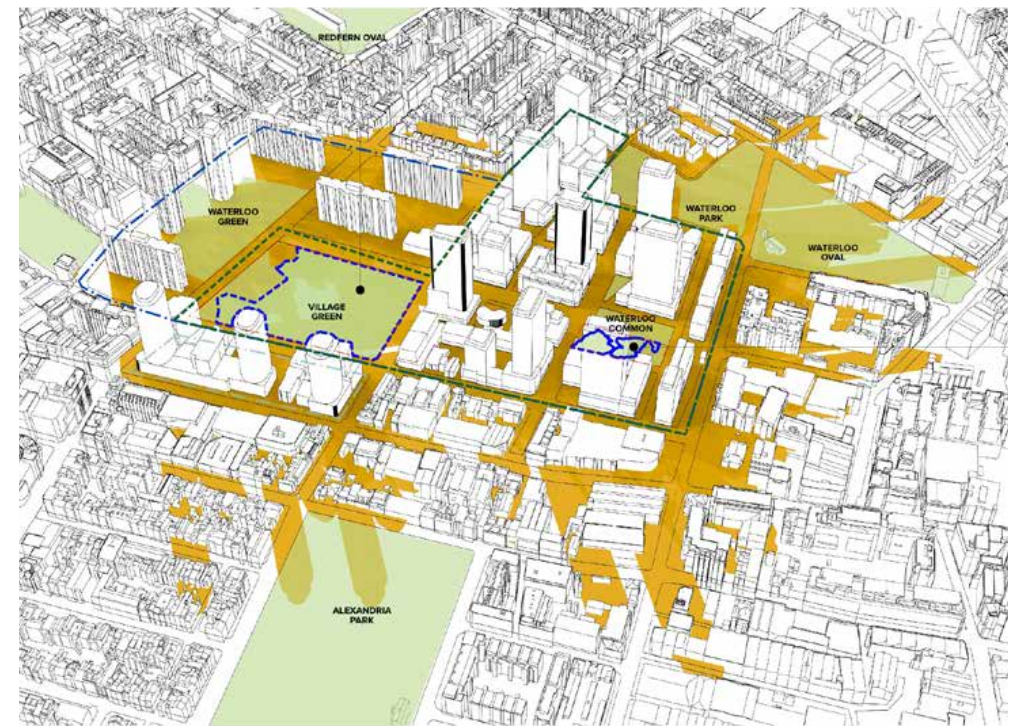 REDFERN OVAL
WATERLOO
GREEN
WATERLOO
PARK
WATERLOO
OVAL
VILLAGE
GREEN
WATERLOO
COMMON
ALEXANDRIA
PARK